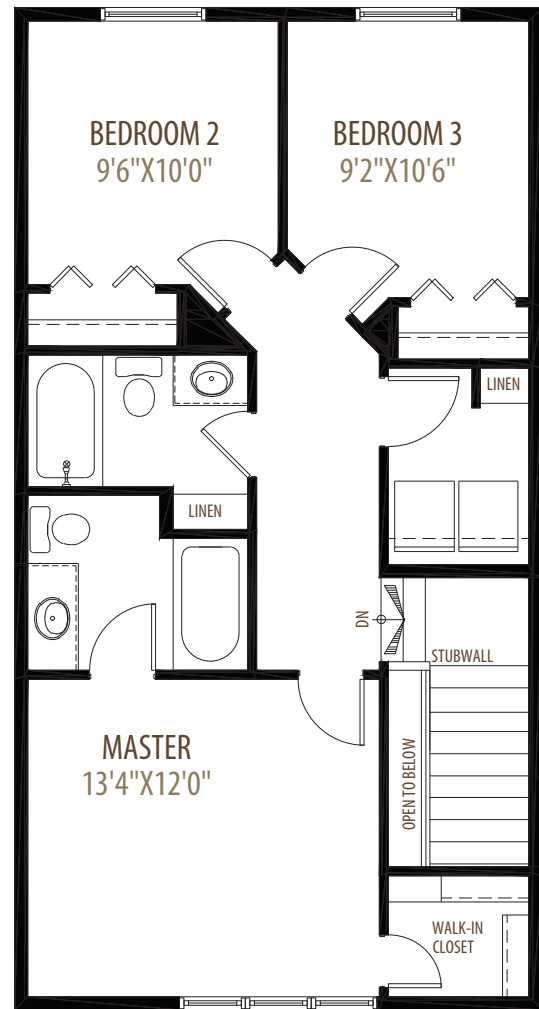 BEDROOM 2
9'6"X10'0"
BEDROOM 3
9'2"X10'6"
LINEN
LINEN
DN
STUBWALL
MASTER
13'4"X12'0"
OPEN TO BELOW
WALK-IN
CLOSET